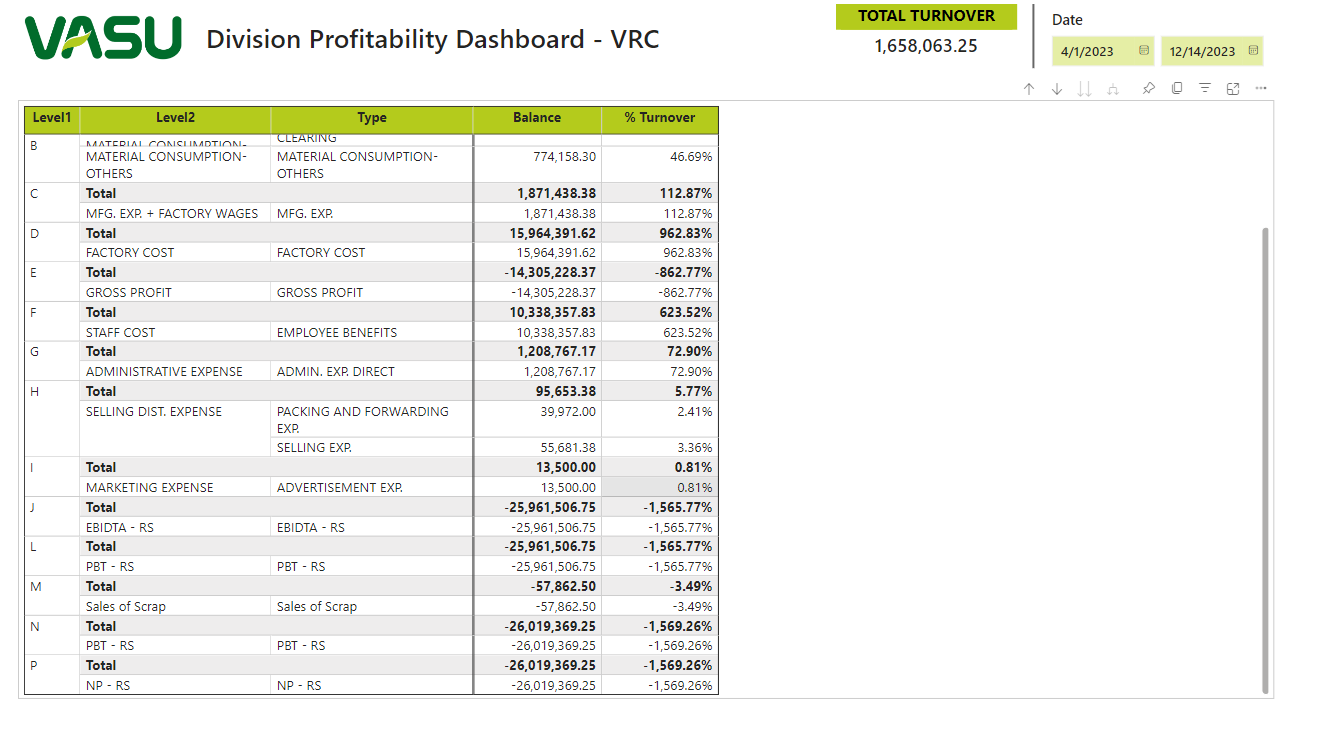 VASU
Division Profitability Dashboard - VRC
TOTAL TURNOVER
1,658,063.25
Date
4/1/2023 12/14/2023
Level1 Level2 Type Balance % Turnover
B MATERIAL CONSUMPTION- CLEARING
MATERIAL CONSUMPTION- MATERIAL CONSUMPTION- 774,158.30 46.69%
OTHERS OTHERS
C Total 1,871,438.38 112.87%
MFG. EXP. + FACTORY WAGES MFG. EXP. 1,871,438.38 112.87%
D Total 15,964,391.62 962.83%
FACTORY COST FACTORY COST 15,964,391.62 962.83%
E Total -14,305,228.37 -862.77%
GROSS PROFIT GROSS PROFIT -14,305,228.37 -862.77%
F Total 10,338,357.83 623.52%
STAFF COST EMPLOYEE BENEFITS 10,338,357.83 623.52%
G Total 1,208,767.17 72.90%
ADMINISTRATIVE EXPENSE ADMIN. EXP. DIRECT 1,208,767.17 72.90%
H Total 95,653.38 5.77%
SELLING DIST. EXPENSE PACKING AND FORWARDING 39,972.00 2.41%
EXP.
SELLING EXP. 55,681.38 3.36%
I Total 13,500.00 0.81%
MARKETING EXPENSE ADVERTISEMENT EXP. 13,500.00 0.81%
J Total -25,961,506.75 -1,565.77%
EBIDTA - RS EBIDTA - RS -25,961,506.75 -1,565.77%
L Total -25,961,506.75 -1,565.77%
PBT - RS PBT - RS -25,961,506.75 -1,565.77%
M Total -57,862.50 -3.49%
Sales of Scrap Sales of Scrap -57,862.50 -3.49%
N Total -26,019,369.25 -1,569.26%
PBT - RS PBT - RS -26,019,369.25 -1,569.26%
P Total -26,019,369.25 -1,569.26%
NP - RS NP - RS -26,019,369.25 -1,569.26%